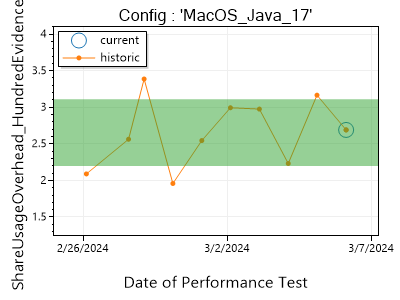 Config : 'MacOS_Java_17'
current
historic
ShareUsageOverhead_HundredEvidence
4
3.5
3
2.5
2
1.5
2/26/2024
3/2/2024
3/7/2024
Date of Performance Test